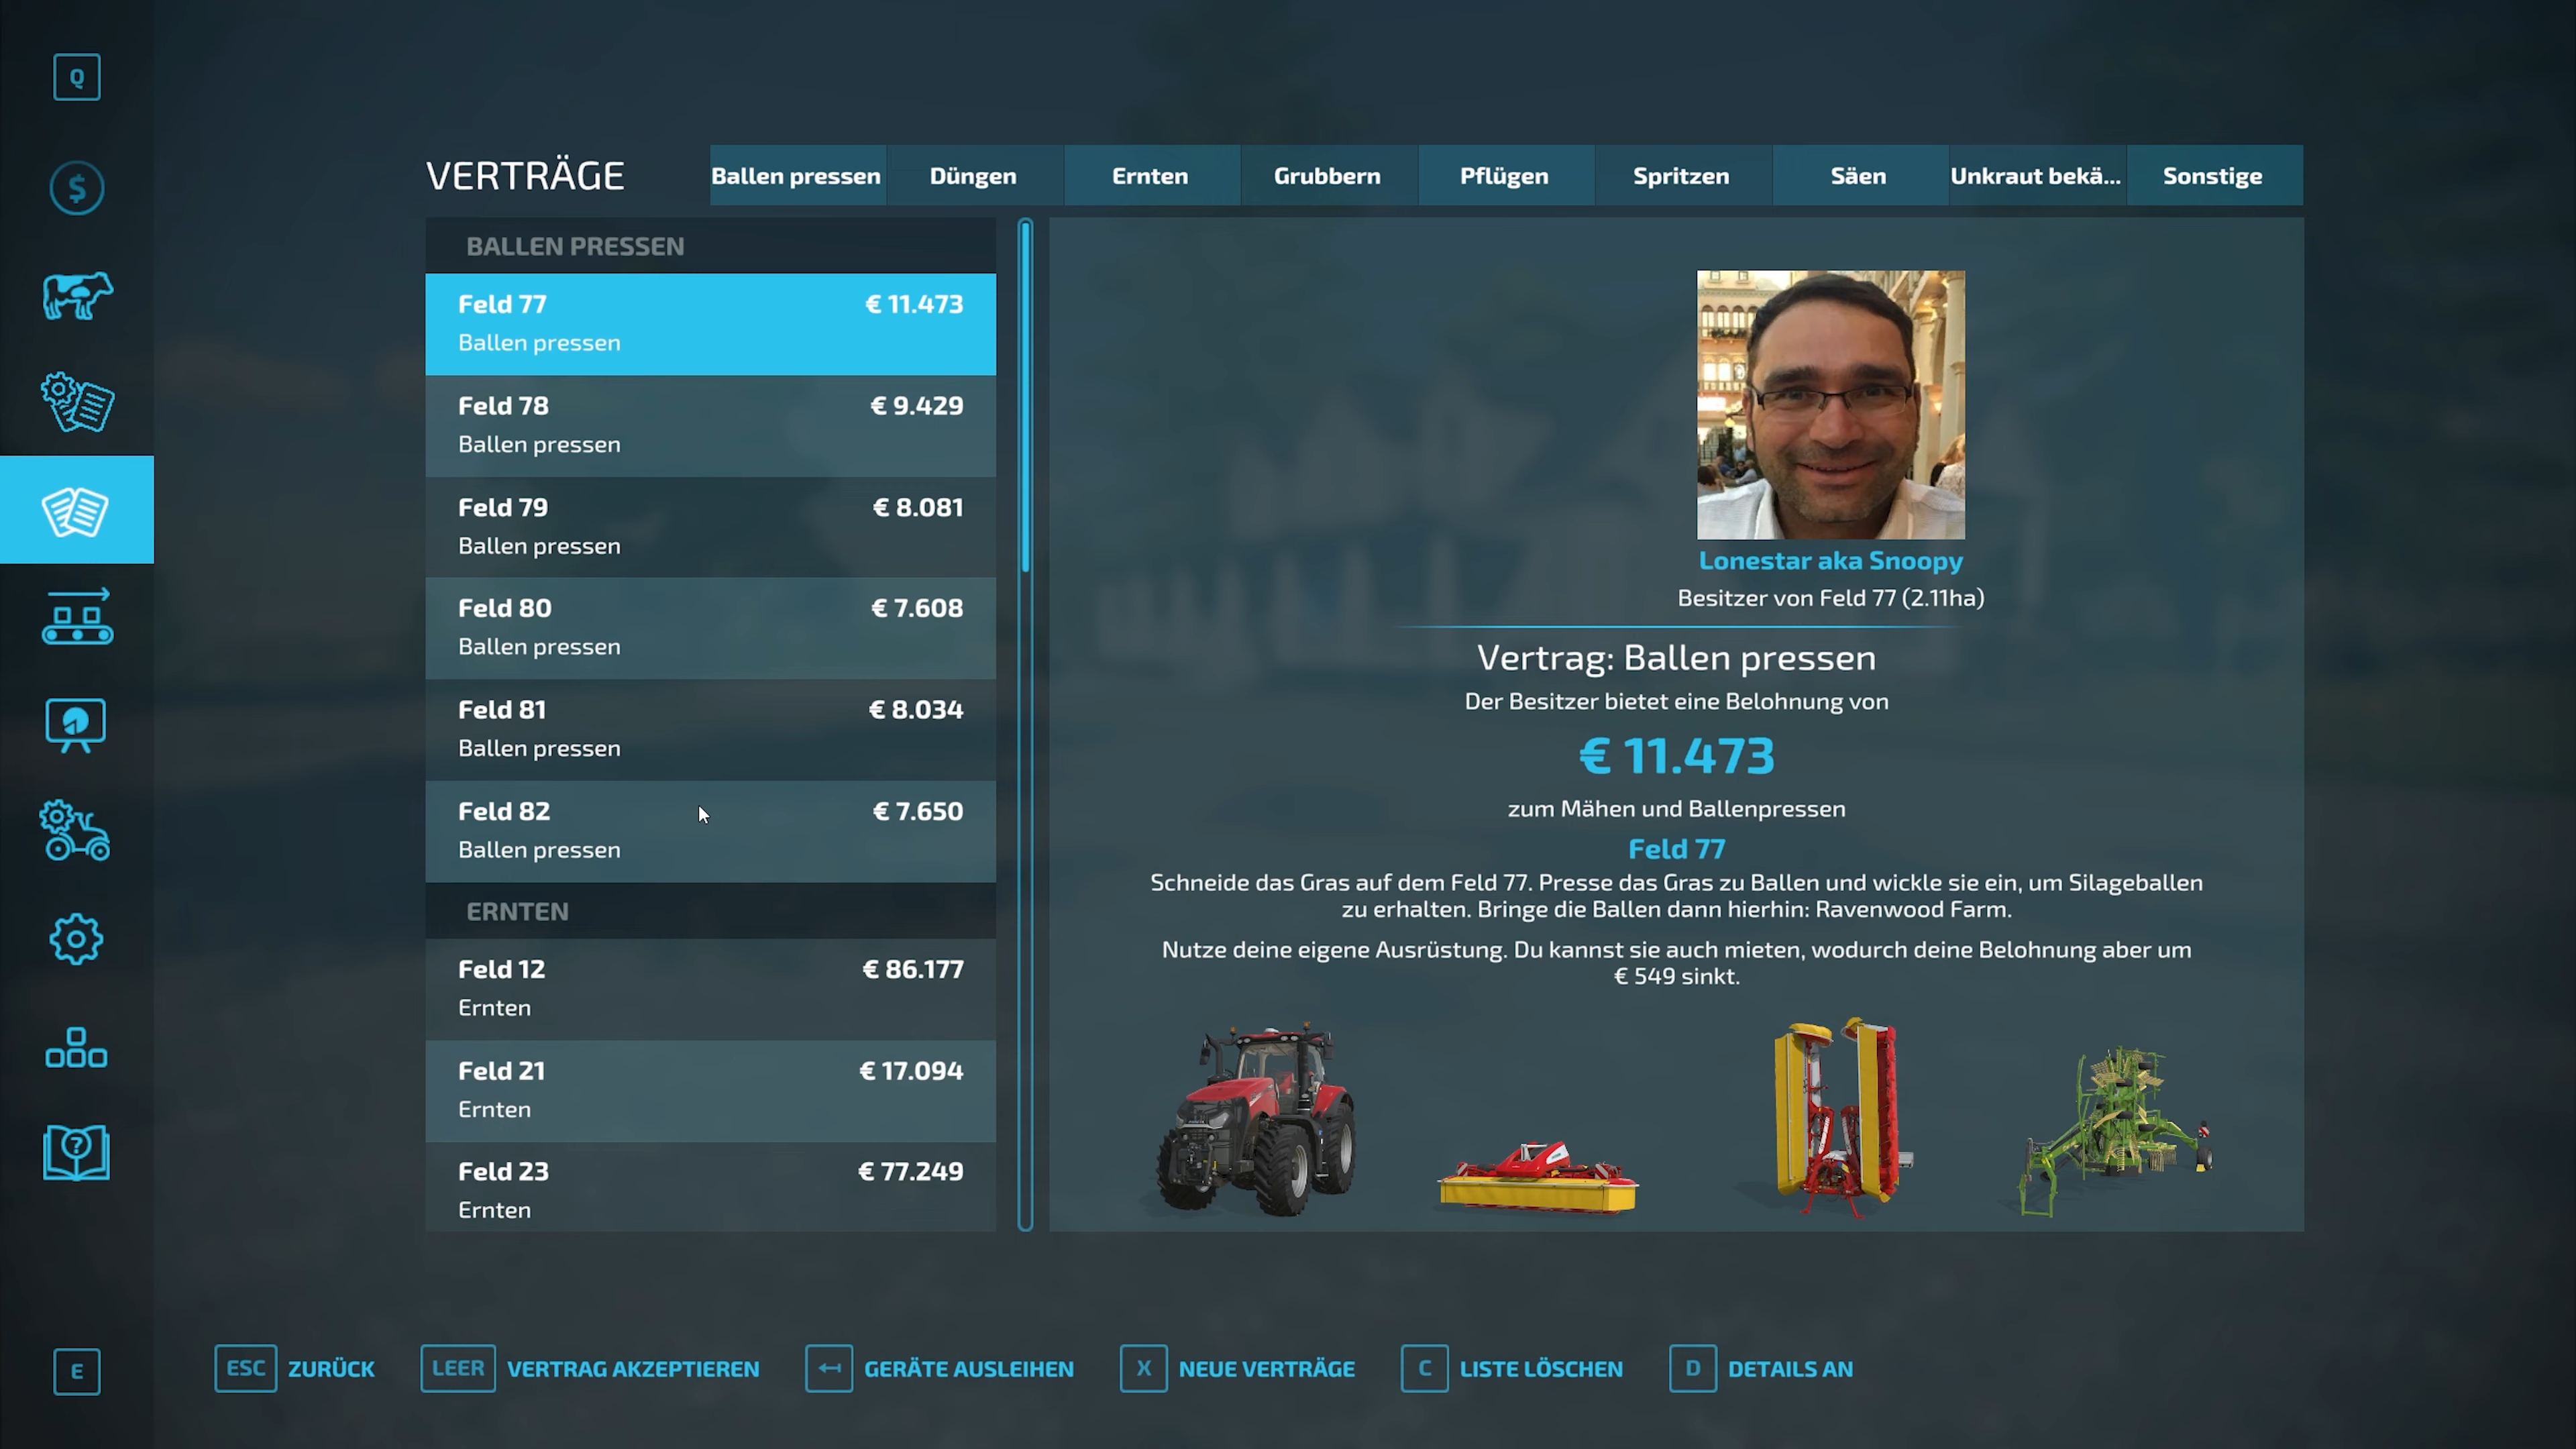 Q
VERTRÄGE
Ballen pressen
Düngen
Ernten
Grubbern
Pflügen
Spritzen
Säen
Unkraut bekä...
Sonstige
BALLEN PRESSEN
Feld 77 € 11.473
Ballen pressen
Feld 78 € 9.429
Ballen pressen
Feld 79 € 8.081
Ballen pressen
Feld 80 € 7.608
Ballen pressen
Feld 81 € 8.034
Ballen pressen
Feld 82 € 7.650
Ballen pressen
ERNTEN
Feld 12 € 86.177
Ernten
Feld 21 € 17.094
Ernten
Feld 23 € 77.249
Ernten
Lonestar aka Snoopy
Besitzer von Feld 77 (2.11ha)
Vertrag: Ballen pressen
Der Besitzer bietet eine Belohnung von
€ 11.473
zum Mähen und Ballenpressen
Feld 77
Schneide das Gras auf dem Feld 77. Presse das Gras zu Ballen und wickle sie ein, um Silageballen
zu erhalten. Bringe die Ballen dann hierhin: Ravenwood Farm.
Nutze deine eigene Ausrüstung. Du kannst sie auch mieten, wodurch deine Belohnung aber um
€ 549 sinkt.
E
ESC ZURÜCK
LEER VERTRAG AKZEPTIEREN
GERÄTE AUSLEIHEN
X NEUE VERTRÄGE
C LISTE LÖSCHEN
D DETAILS AN